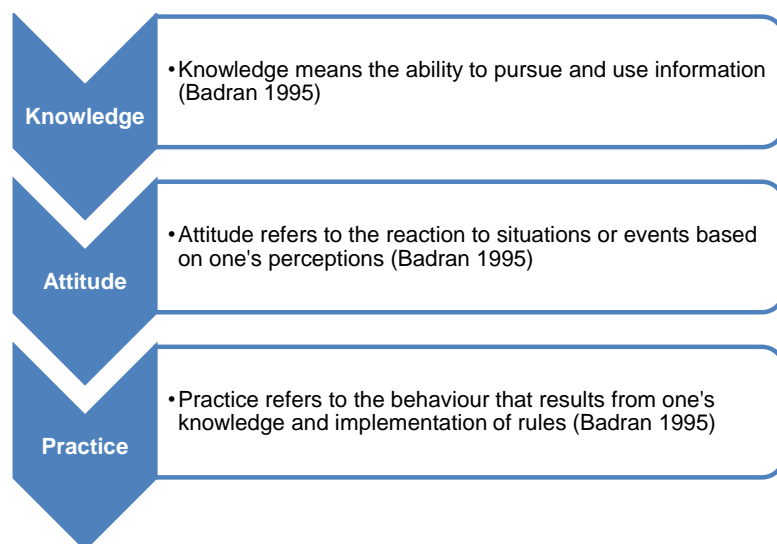 Knowledge
•Knowledge means the ability to pursue and use information
(Badran 1995)
Attitude
•Attitude refers to the reaction to situations or events based
on one's perceptions (Badran 1995)
Practice
•Practice refers to the behaviour that results from one's
knowledge and implementation of rules (Badran 1995)